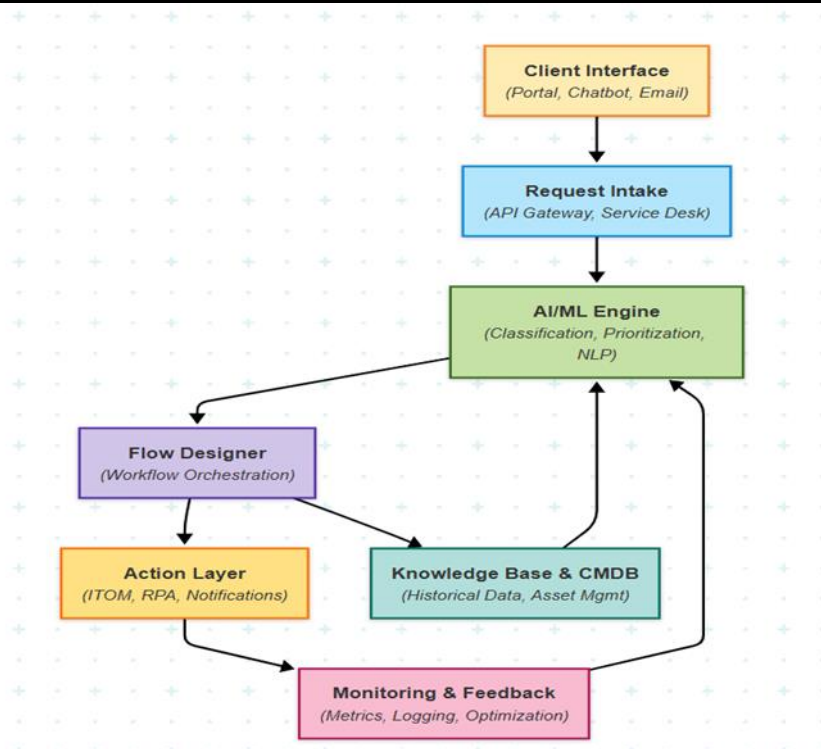 Client Interface
(Portal, Chatbot, Email)
Request Intake
(API Gateway, Service Desk)
AI/ML Engine
(Classification, Prioritization,
NLP)
Flow Designer
(Workflow Orchestration)
Action Layer
(ITOM, RPA, Notifications)
Knowledge Base & CMDB
(Historical Data, Asset Mgmt)
Monitoring & Feedback
(Metrics, Logging, Optimization)